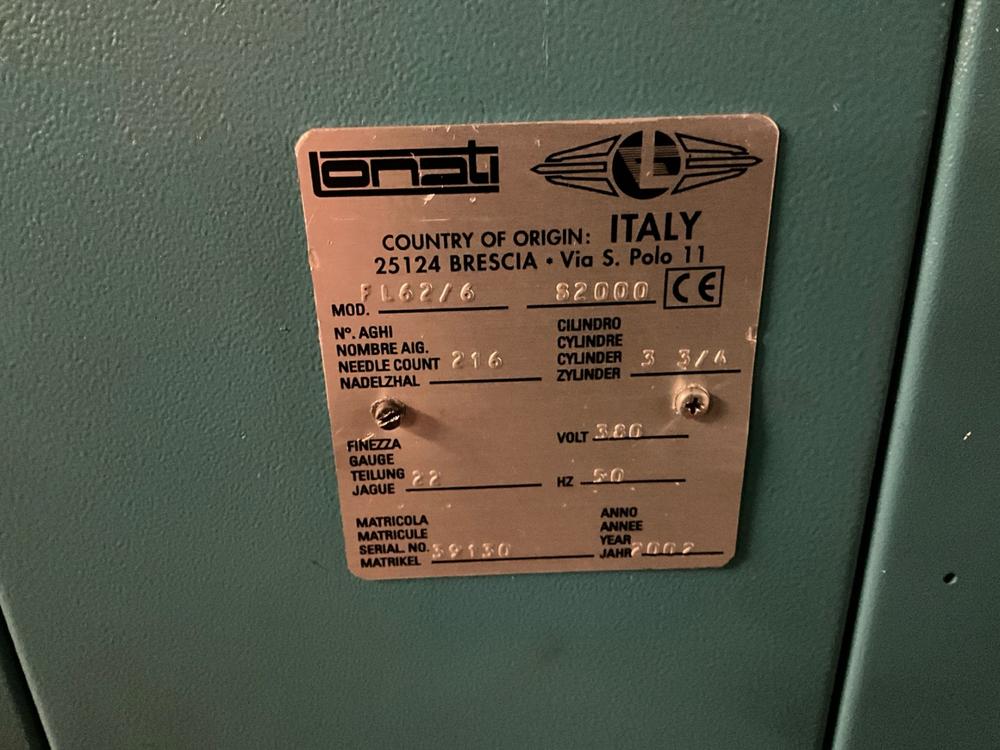 Lonati
L
COUNTRY OF ORIGIN: ITALY
25124 BRESCIA • Via S. Polo 11
MOD. FL62/6 S2000 CE
N°. AGHI
NOMBRE AIG.
NEEDLE COUNT 216
NADELZHAL
CILINDRO
CYLINDRE
CYLINDER 3 3/4
ZYLINDER
FINEZZA
GAUGE
TEILUNG 22
JAGUE
VOLT 380
HZ 50
MATRICOLA
MATRICULE
SERIAL NO. 39130
MATRIKEL
ANNO
ANNEE
YEAR
JAHR 2002